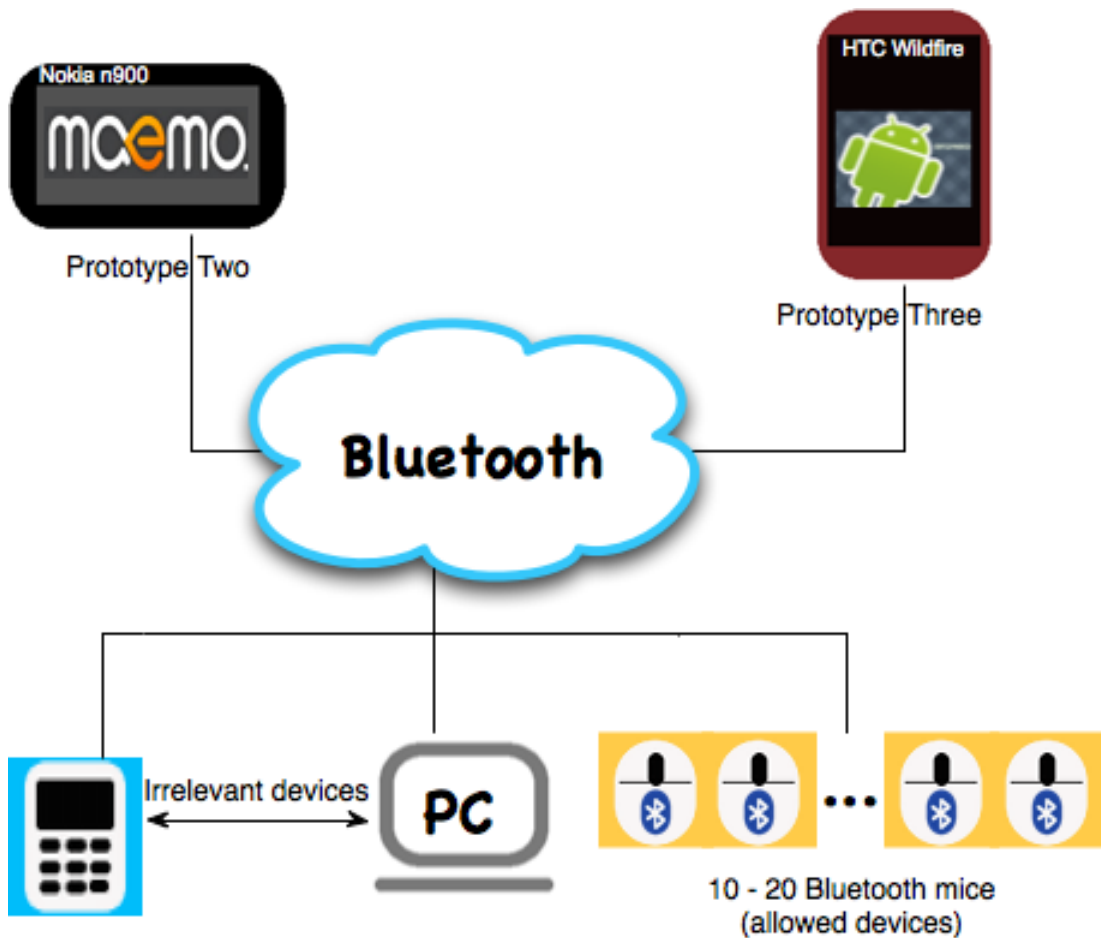 Nokia n900
maemo.
Prototype Two
HTC Wildfire
Prototype Three
Bluetooth
Irrelevant devices
PC
...
10 - 20 Bluetooth mice
(allowed devices)